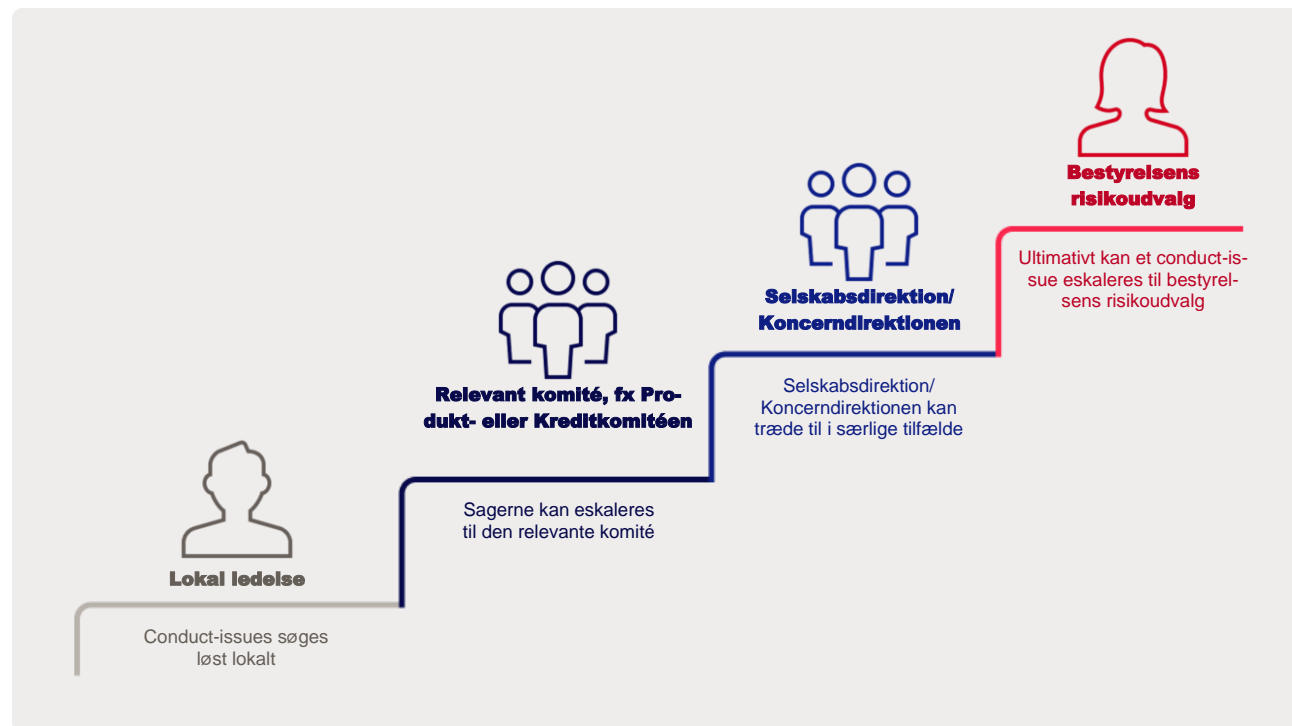 Bestyrelsens
risikoudvalg
Ultimativt kan et conduct-is-
sue eskaleres til bestyrel-
sens risikoudvalg
Selskabsdirektion/
Koncerndirektionen
Selskabsdirektion/
Koncerndirektionen kan
træde til i særlige tilfælde
Relevant komité, fx Pro-
dukt- eller Kreditkomitéen
Sagerne kan eskaleres
til den relevante komité
Lokal ledelse
Conduct-issues søges
løst lokalt